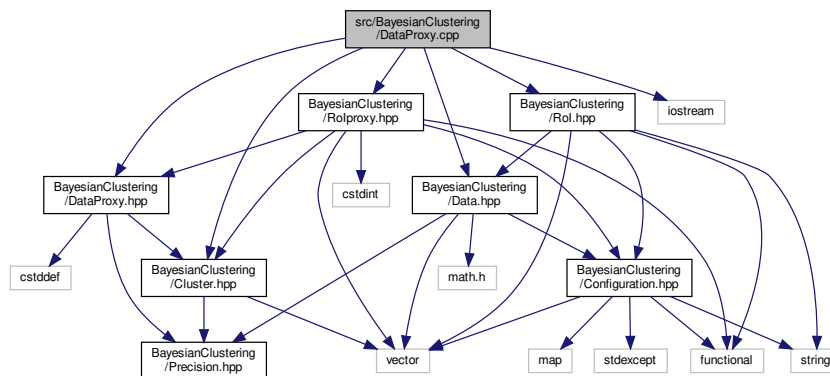 src/BayesianClustering
/DataProxy.cpp
BayesianClustering
/RoIproxy.hpp
BayesianClustering
/RoI.hpp
iostream
BayesianClustering
/DataProxy.hpp
cstdint
BayesianClustering
/Data.hpp
cstddef
BayesianClustering
/Cluster.hpp
math.h
BayesianClustering
/Configuration.hpp
BayesianClustering
/Precision.hpp
vector
map
stdexcept
functional
string